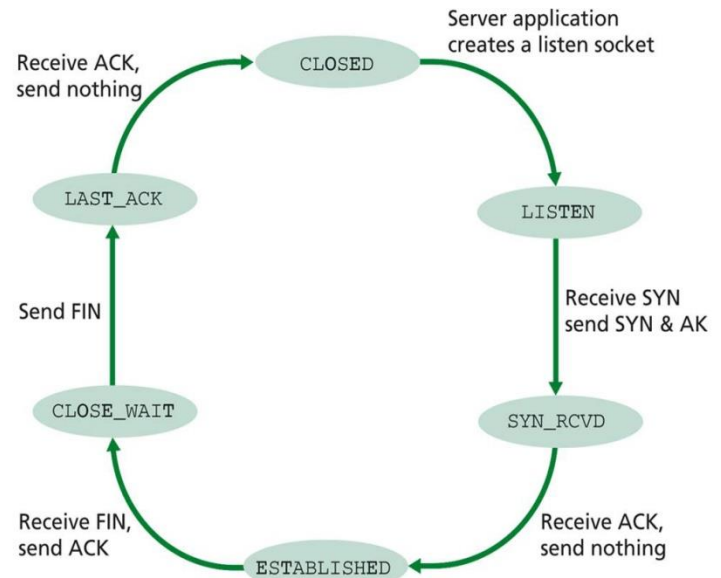 Server application
creates a listen socket
Receive ACK,
send nothing
CLOSED
LAST_ACK
LISTEN
Send FIN
Receive SYN
send SYN & AK
CLOSE_WAIT
SYN_RCVD
Receive FIN,
send ACK
Receive ACK,
send nothing
ESTABLISHED